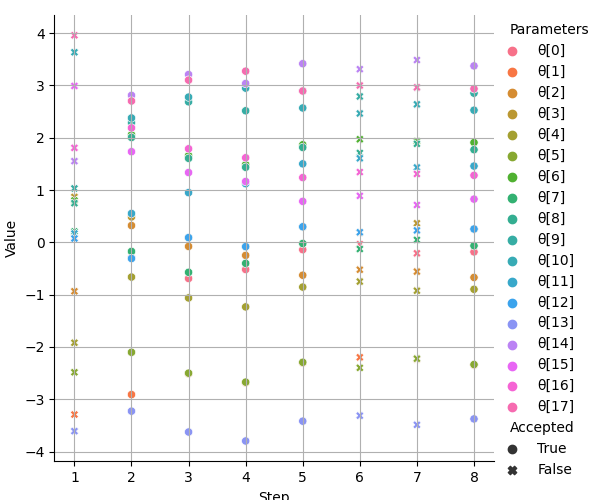 4
3
2
1
0
−1
−2
−3
−4
Value
1 2 3 4 5 6 7 8
Step
Parameters
θ[0]
θ[1]
θ[2]
θ[3]
θ[4]
θ[5]
θ[6]
θ[7]
θ[8]
θ[9]
θ[10]
θ[11]
θ[12]
θ[13]
θ[14]
θ[15]
θ[16]
θ[17]
Accepted
True
False